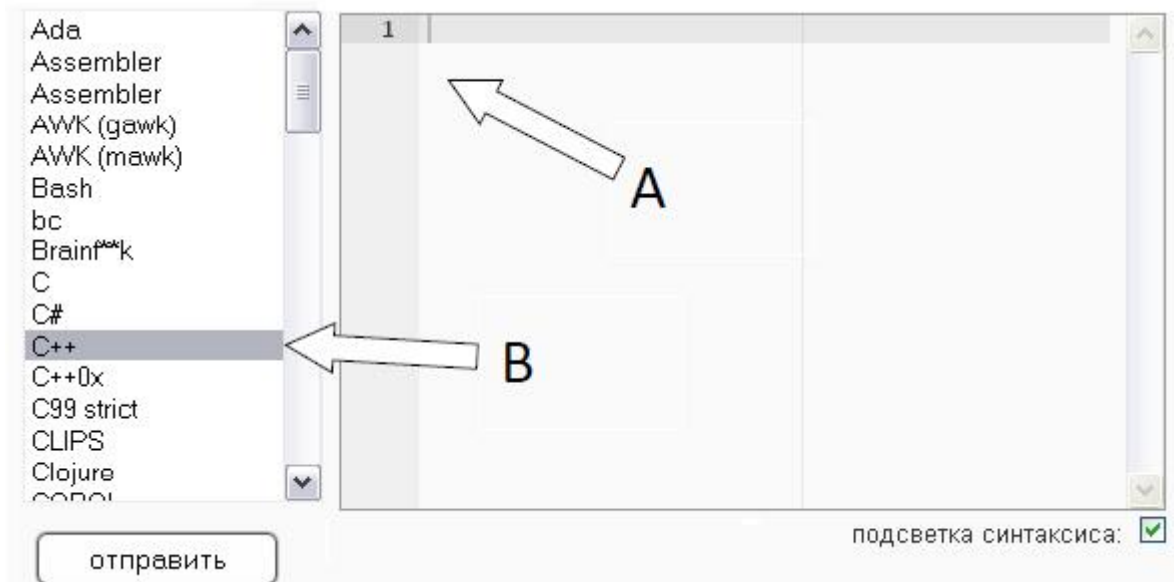 Ada
Assembler
Assembler
AWK (gawk)
AWK (mawk)
Bash
bc
Brainf**k
C
C#
C++
C++0x
C99 strict
CLIPS
Clojure
1
A
B
подсветка синтаксиса:
отправить